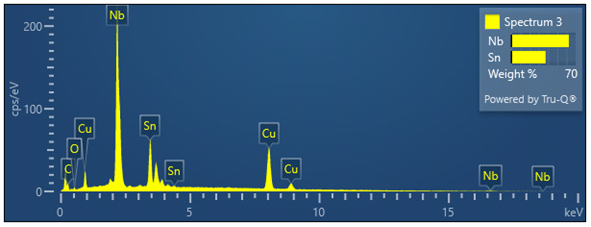 200
100
0
cps/eV
0
5
10
15
keV
C
O
Cu
Nb
Sn
Sn
Cu
Cu
Nb
Nb
Spectrum 3
Nb
Sn
Weight % 70
Powered by Tru-Q®